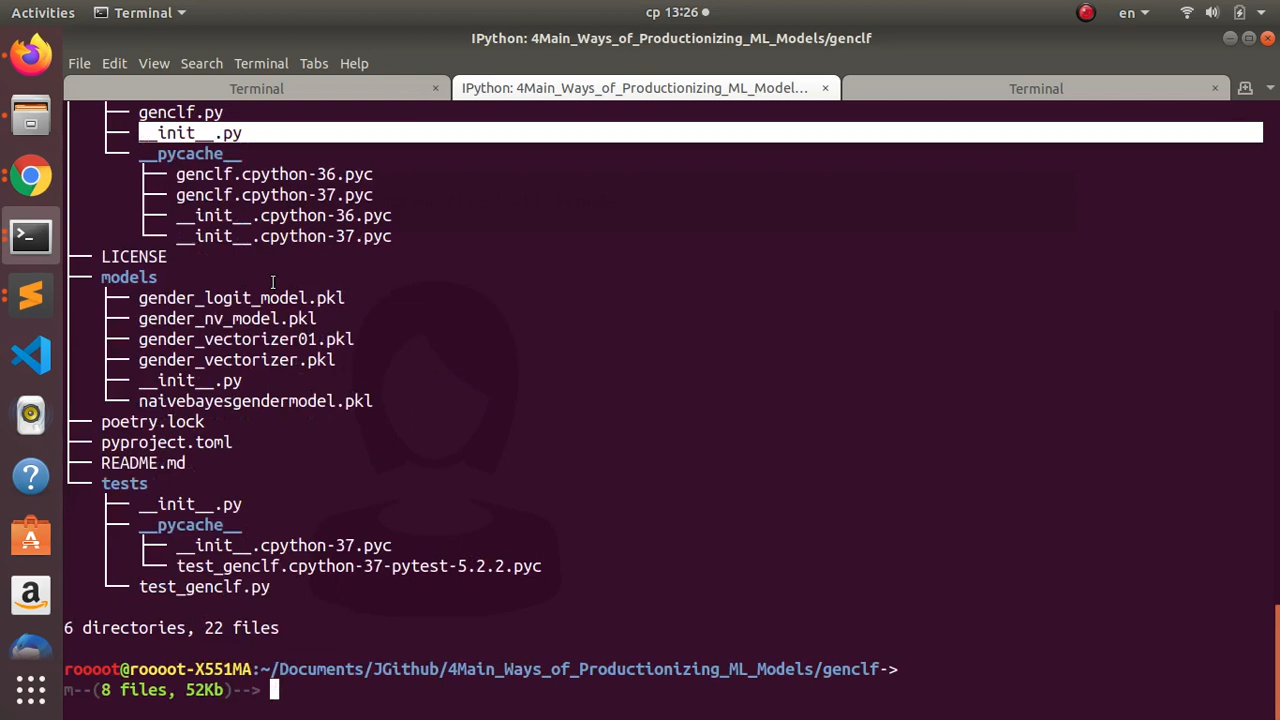 Activities Terminal ср 13:26 en
IPython: 4Main_Ways_of_Productionizing_ML_Models/genclf
File Edit View Search Terminal Tabs Help
Terminal × IPython: 4Main_Ways_of_Productionizing_ML_Model... × Terminal ×
├── genclf.py
├── __init__.py
└── __pycache__
├── genclf.cpython-36.pyc
├── genclf.cpython-37.pyc
├── __init__.cpython-36.pyc
└── __init__.cpython-37.pyc
├── LICENSE
├── models
├── gender_logit_model.pkl
├── gender_nv_model.pkl
├── gender_vectorizer01.pkl
├── gender_vectorizer.pkl
├── __init__.py
└── naivebayesgendermodel.pkl
├── poetry.lock
├── pyproject.toml
├── README.md
└── tests
├── __init__.py
├── __pycache__
├── __init__.cpython-37.pyc
└── test_genclf.cpython-37-pytest-5.2.2.pyc
└── test_genclf.py
6 directories, 22 files
roooot@roooot-X551MA:~/Documents/JGithub/4Main_Ways_of_Productionizing_ML_Models/genclf->
m--(8 files, 52Kb)-->